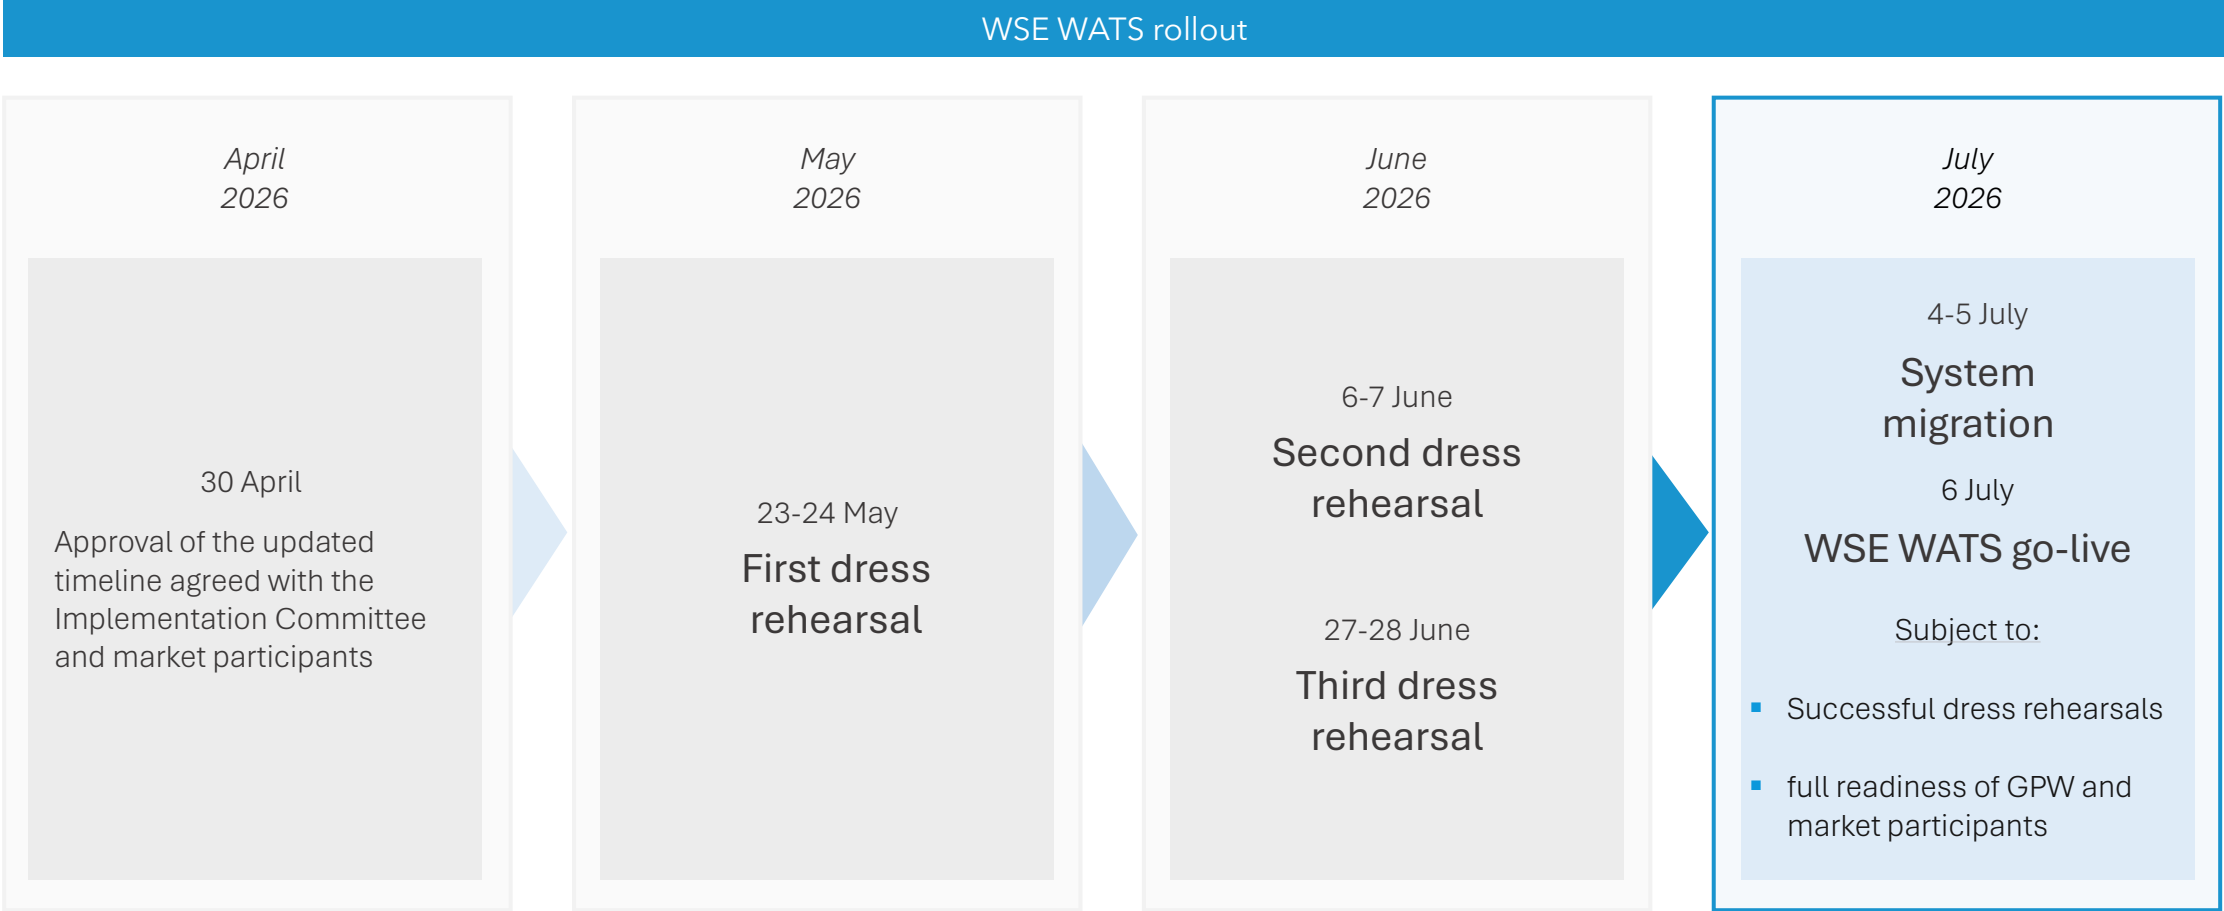 WSE WATS rollout
April
2026
30 April
Approval of the updated
timeline agreed with the
Implementation Committee
and market participants
May
2026
23-24 May
First dress
rehearsal
June
2026
6-7 June
Second dress
rehearsal
27-28 June
Third dress
rehearsal
July
2026
4-5 July
System
migration
6 July
WSE WATS go-live
Subject to:
▪ Successful dress rehearsals
▪ full readiness of GPW and
market participants